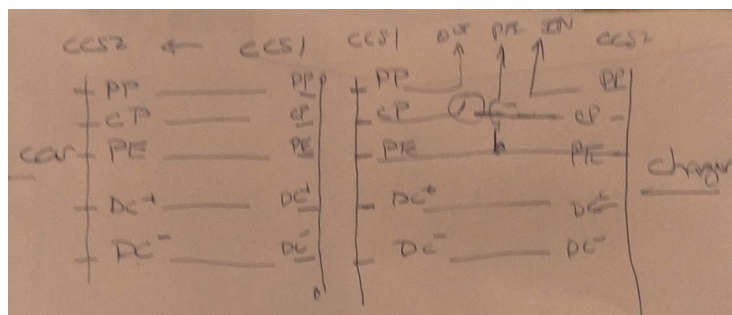 CCS2 ← CCS1 CCS1 OUT PE IN CCS2
PP PP PP PP
CP CP CP CP
car PE PE PE PE charger
DC+ DC+ DC+ DC+
DC- DC- DC- DC-